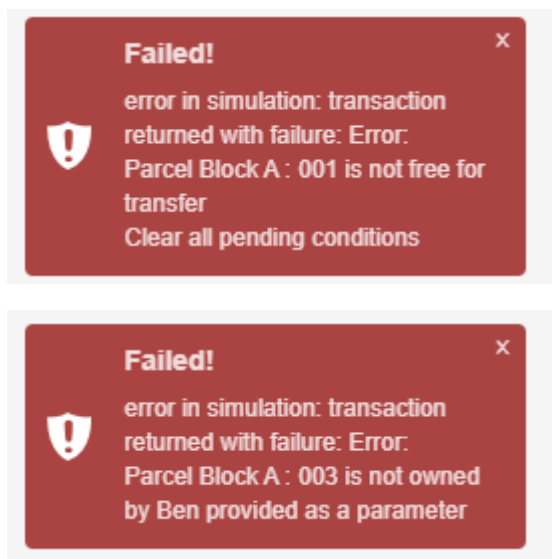 Failed!
x
error in simulation: transaction
returned with failure: Error:
Parcel Block A : 001 is not free for
transfer
Clear all pending conditions
Failed!
x
error in simulation: transaction
returned with failure: Error:
Parcel Block A : 003 is not owned
by Ben provided as a parameter